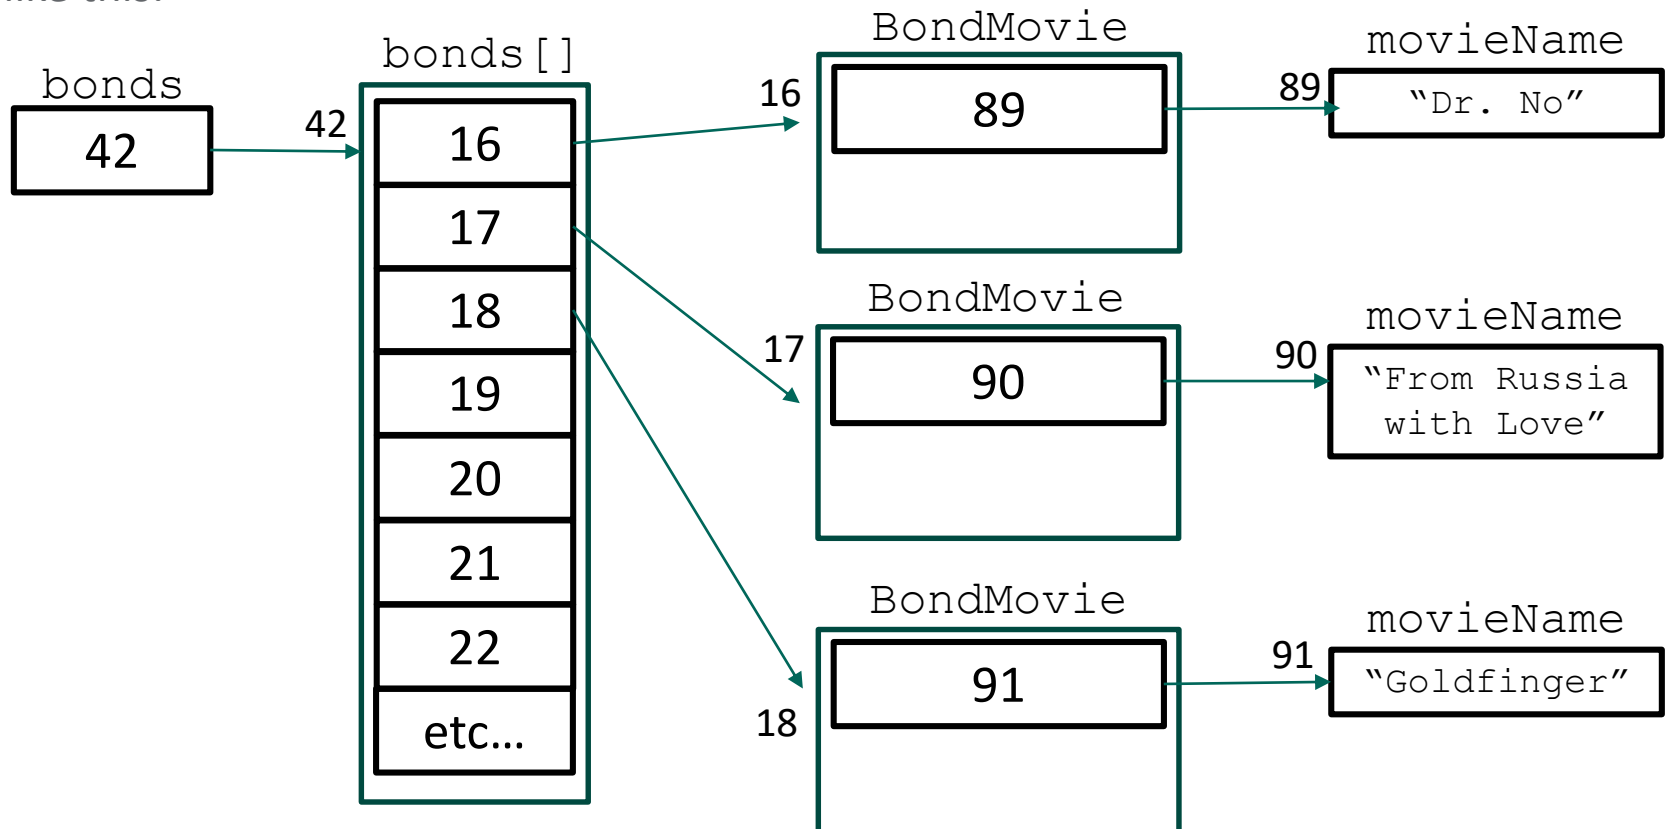 bonds
42
42
bonds[]
16
17
18
19
20
21
22
etc…
16
BondMovie
89
89
movieName
“Dr. No”
17
BondMovie
90
90
movieName
“From Russia
with Love”
18
BondMovie
91
91
movieName
“Goldfinger”